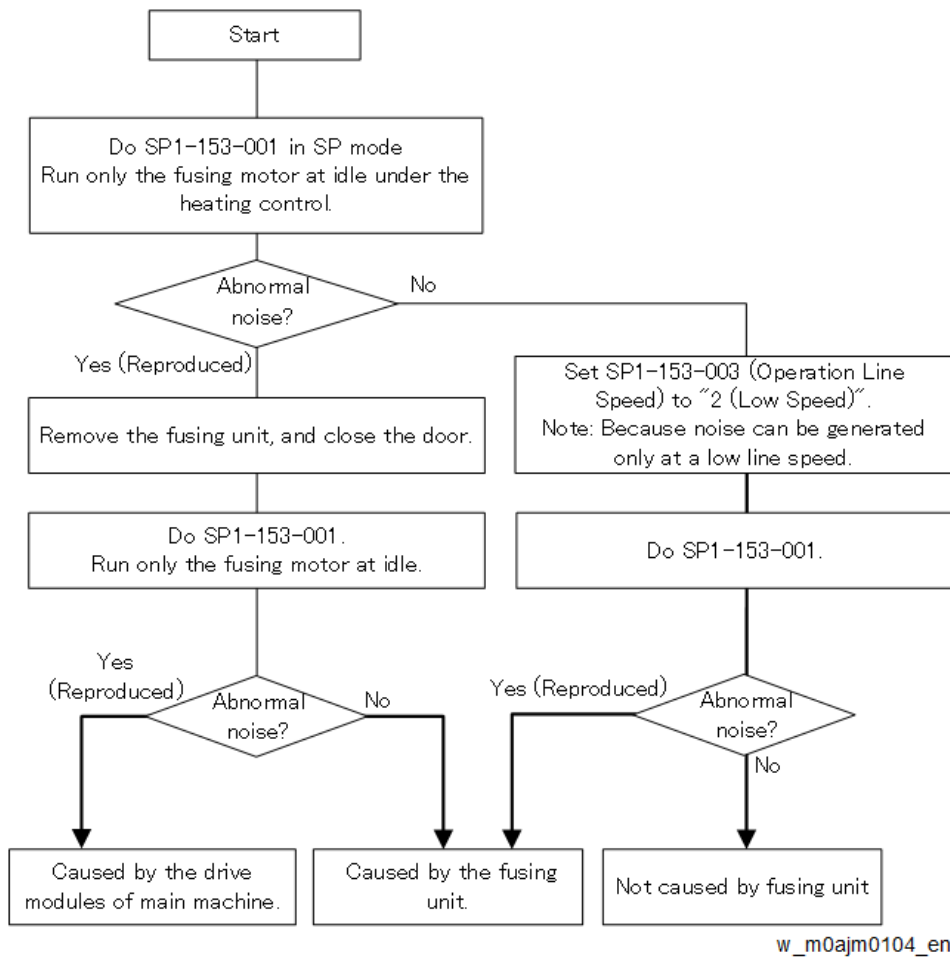 Start
Do SP1-153-001 in SP mode
Run only the fusing motor at idle under the
heating control.
Abnormal
noise?
No
Yes (Reproduced)
Set SP1-153-003 (Operation Line
Speed) to "2 (Low Speed)".
Note: Because noise can be generated
only at a low line speed.
Remove the fusing unit, and close the door.
Do SP1-153-001.
Run only the fusing motor at idle.
Do SP1-153-001.
Yes
(Reproduced)
Abnormal
noise?
No
Yes (Reproduced)
Abnormal
noise?
No
Caused by the drive
modules of main machine.
Caused by the fusing
unit.
Not caused by fusing unit
w_m0ajm0104_en